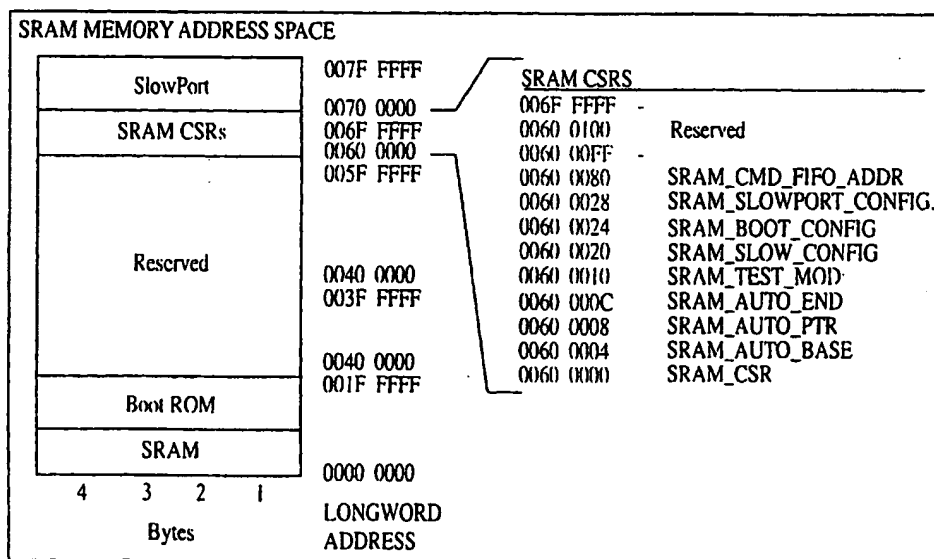 SRAM MEMORY ADDRESS SPACE
SlowPort
SRAM CSRs
Reserved
Boot ROM
SRAM
4 3 2 1
Bytes
007F FFFF
0070 0000
006F FFFF
0060 0000
005F FFFF
0040 0000
003F FFFF
0040 0000
001F FFFF
0000 0000
LONGWORD
ADDRESS
SRAM CSRS
006F FFFF -
0060 0100 Reserved
0060 00FF -
0060 0080 SRAM_CMD_FIFO_ADDR
0060 0028 SRAM_SLOWPORT_CONFIG.
0060 0024 SRAM_BOOT_CONFIG
0060 0020 SRAM_SLOW_CONFIG
0060 0010 SRAM_TEST_MOD
0060 000C SRAM_AUTO_END
0060 0008 SRAM_AUTO_PTR
0060 0004 SRAM_AUTO_BASE
0060 0000 SRAM_CSR